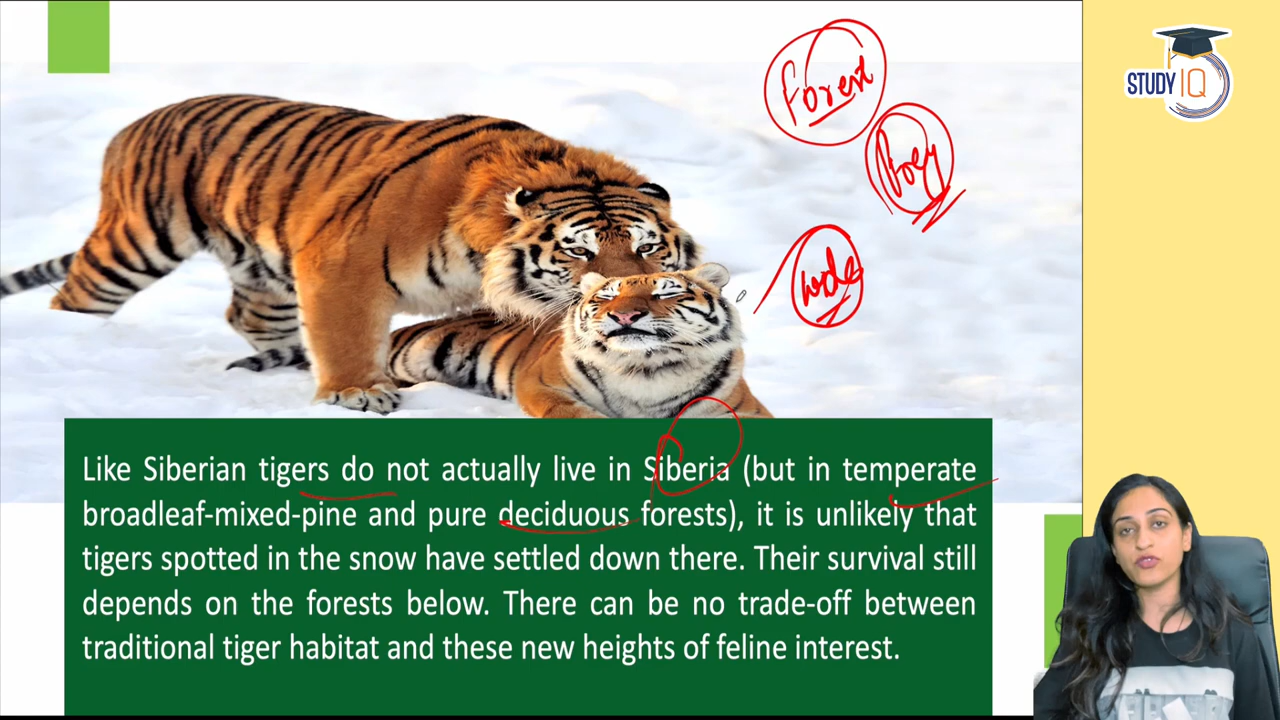 Forest
Prey
STUDY IQ
Like Siberian tigers do not actually live in Siberia (but in temperate
broadleaf-mixed-pine and pure deciduous forests), it is unlikely that
tigers spotted in the snow have settled down there. Their survival still
depends on the forests below. There can be no trade-off between
traditional tiger habitat and these new heights of feline interest.